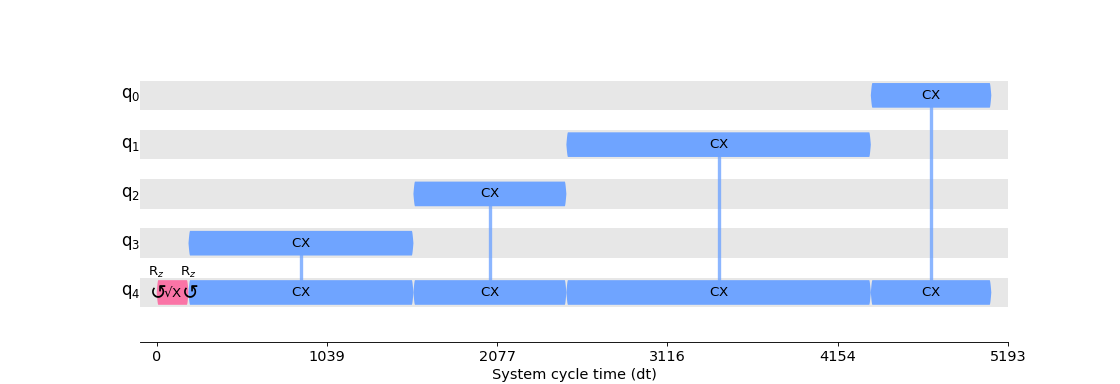 q0 CX
q1 CX
q2 CX
q3 CX
Rz Rz
q4 ↺ √X ↺ CX CX CX CX
0 1039 2077 3116 4154 5193
System cycle time (dt)